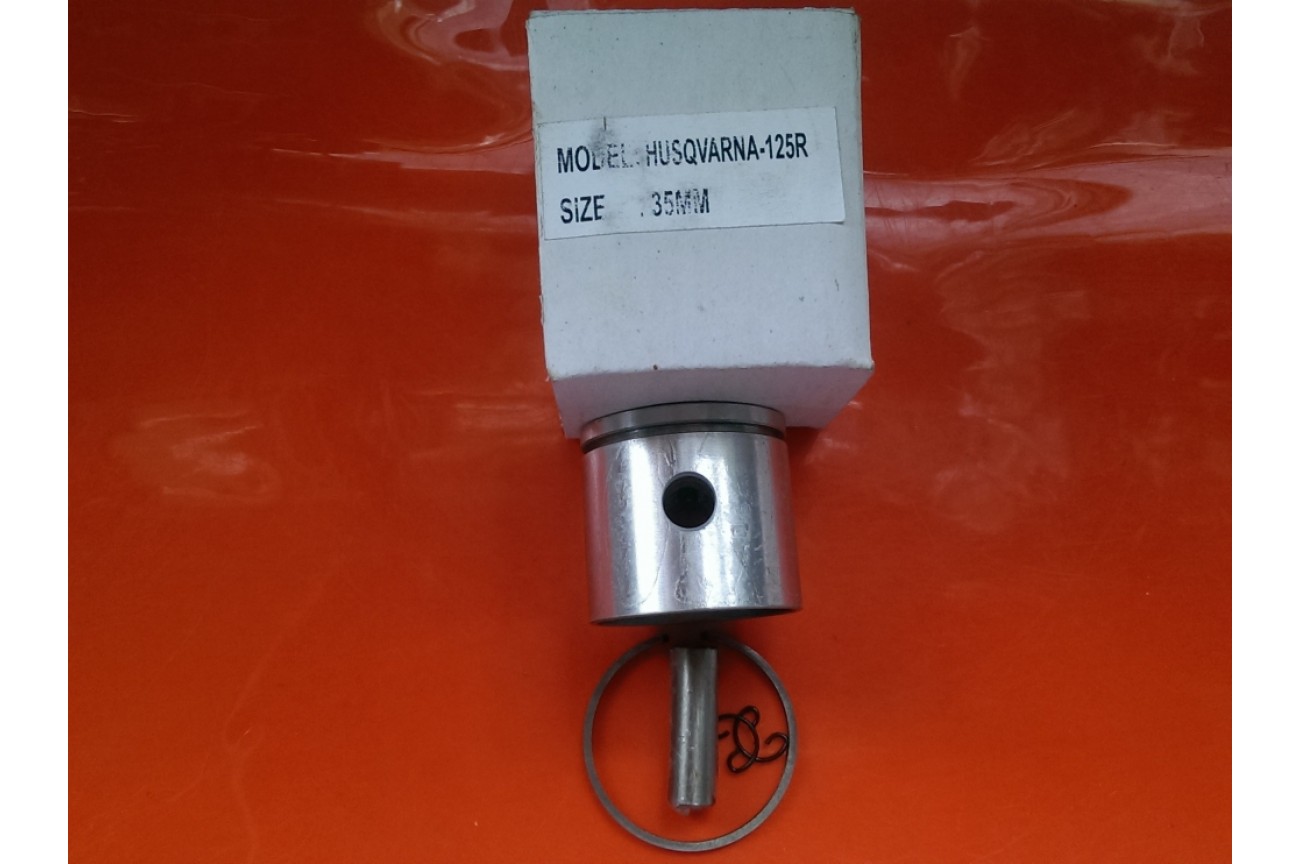 MODEL: HUSQVARNA-125R
SIZE : 35MM